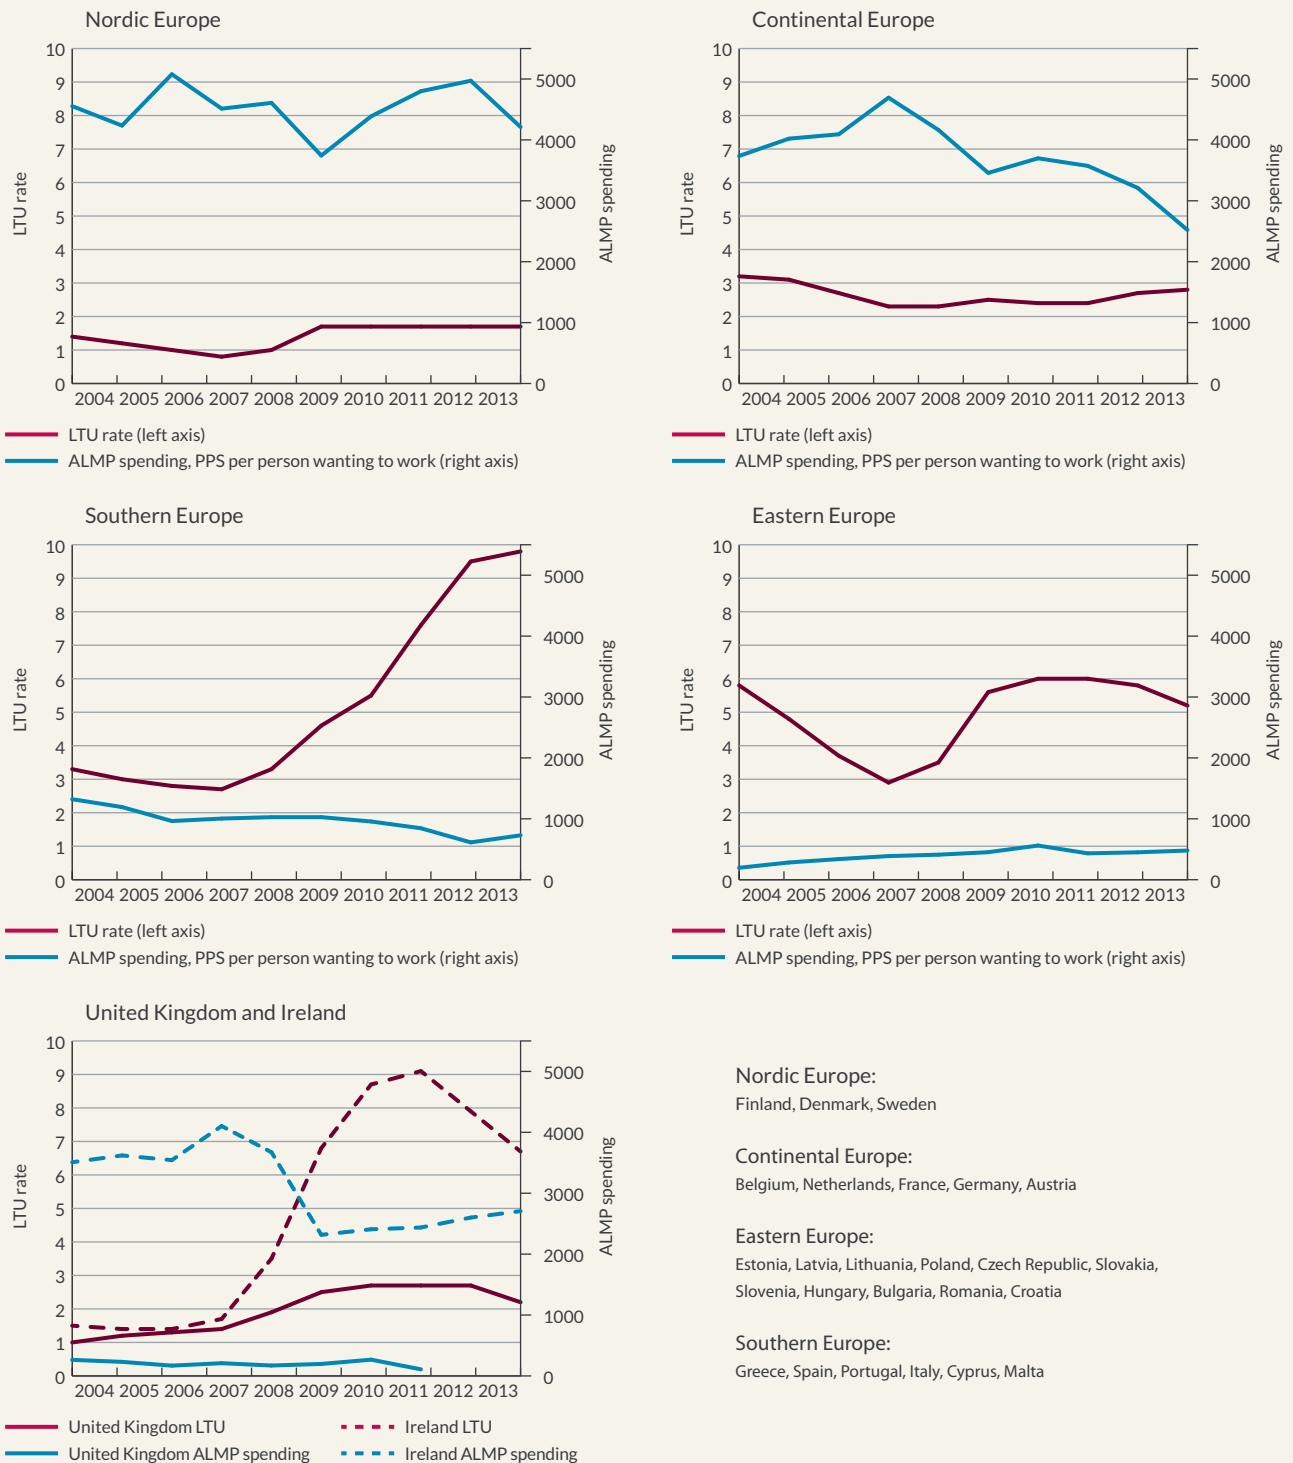 Nordic Europe
10
9
8
7
6
5
4
3
2
1
0
LTU rate
5000
4000
3000
2000
1000
0
ALMP spending
2004 2005 2006 2007 2008 2009 2010 2011 2012 2013
LTU rate (left axis)
ALMP spending, PPS per person wanting to work (right axis)
Continental Europe
10
9
8
7
6
5
4
3
2
1
0
LTU rate
5000
4000
3000
2000
1000
0
ALMP spending
2004 2005 2006 2007 2008 2009 2010 2011 2012 2013
LTU rate (left axis)
ALMP spending, PPS per person wanting to work (right axis)
Southern Europe
10
9
8
7
6
5
4
3
2
1
0
LTU rate
5000
4000
3000
2000
1000
0
ALMP spending
2004 2005 2006 2007 2008 2009 2010 2011 2012 2013
LTU rate (left axis)
ALMP spending, PPS per person wanting to work (right axis)
Eastern Europe
10
9
8
7
6
5
4
3
2
1
0
LTU rate
5000
4000
3000
2000
1000
0
ALMP spending
2004 2005 2006 2007 2008 2009 2010 2011 2012 2013
LTU rate (left axis)
ALMP spending, PPS per person wanting to work (right axis)
United Kingdom and Ireland
10
9
8
7
6
5
4
3
2
1
0
LTU rate
5000
4000
3000
2000
1000
0
ALMP spending
2004 2005 2006 2007 2008 2009 2010 2011 2012 2013
United Kingdom LTU
Ireland LTU
United Kingdom ALMP spending
Ireland ALMP spending
Nordic Europe:
Finland, Denmark, Sweden
Continental Europe:
Belgium, Netherlands, France, Germany, Austria
Eastern Europe:
Estonia, Latvia, Lithuania, Poland, Czech Republic, Slovakia,
Slovenia, Hungary, Bulgaria, Romania, Croatia
Southern Europe:
Greece, Spain, Portugal, Italy, Cyprus, Malta